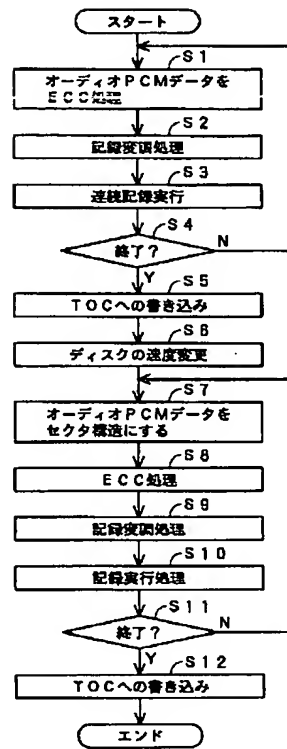 スタート
S1
オーディオPCMデータを
ECC処理
S2
記録変調処理
S3
連続記録実行
S4
終了?
N
Y
S5
TOCへの書き込み
S6
ディスクの速度変更
S7
オーディオPCMデータを
セクタ構造にする
S8
ECC処理
S9
記録変調処理
S10
記録実行処理
S11
終了?
N
Y
S12
TOCへの書き込み
エンド